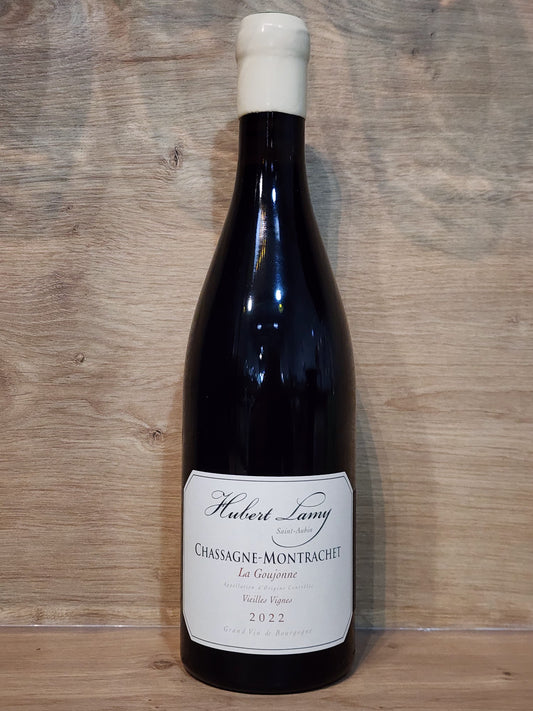 Hubert Lamy
Saint-Aubin
CHASSAGNE-MONTRACHET
La Goujonne
Appellation d'Origine Contrôlée
Vieilles Vignes
2022
Grand Vin de Bourgogne